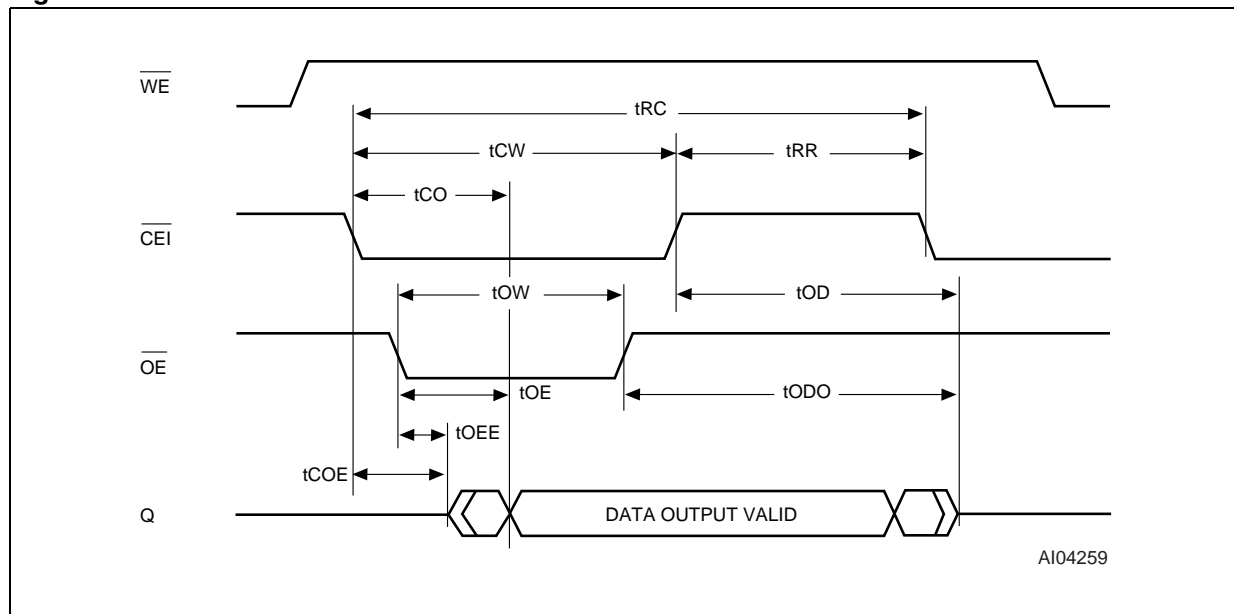 WE
tRC
tCW
tRR
tCO
CEI
tOW
tOD
OE
tOE
tODO
tOEE
tCOE
Q
DATA OUTPUT VALID
AI04259